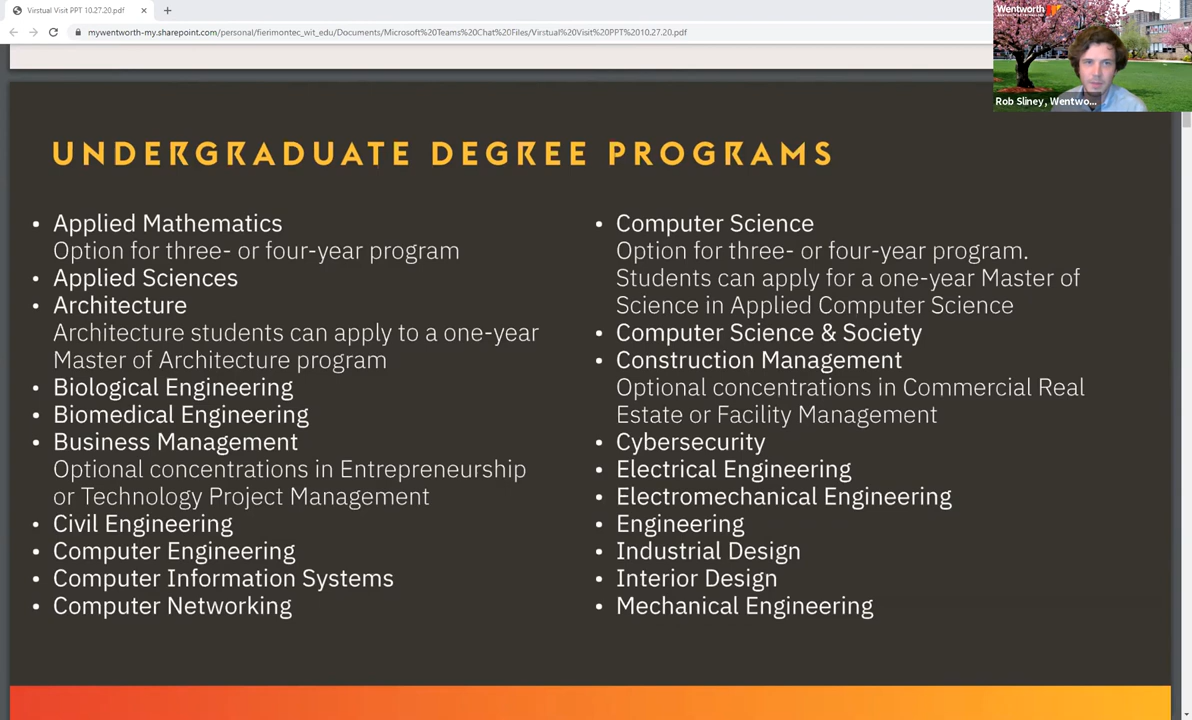 Virstual Visit PPT 10.27.20.pdf
mywentworth-my.sharepoint.com/personal/fierimontec_wit_edu/Documents/Microsoft%20Teams%20Chat%20Files/Virstual%20Visit%20PPT%2010.27.20.pdf
Wentworth
Rob Sliney, Wentwo...
UNDERGRADUATE DEGREE PROGRAMS
• Applied Mathematics
Option for three- or four-year program
• Applied Sciences
• Architecture
Architecture students can apply to a one-year
Master of Architecture program
• Biological Engineering
• Biomedical Engineering
• Business Management
Optional concentrations in Entrepreneurship
or Technology Project Management
• Civil Engineering
• Computer Engineering
• Computer Information Systems
• Computer Networking
• Computer Science
Option for three- or four-year program.
Students can apply for a one-year Master of
Science in Applied Computer Science
• Computer Science & Society
• Construction Management
Optional concentrations in Commercial Real
Estate or Facility Management
• Cybersecurity
• Electrical Engineering
• Electromechanical Engineering
• Engineering
• Industrial Design
• Interior Design
• Mechanical Engineering